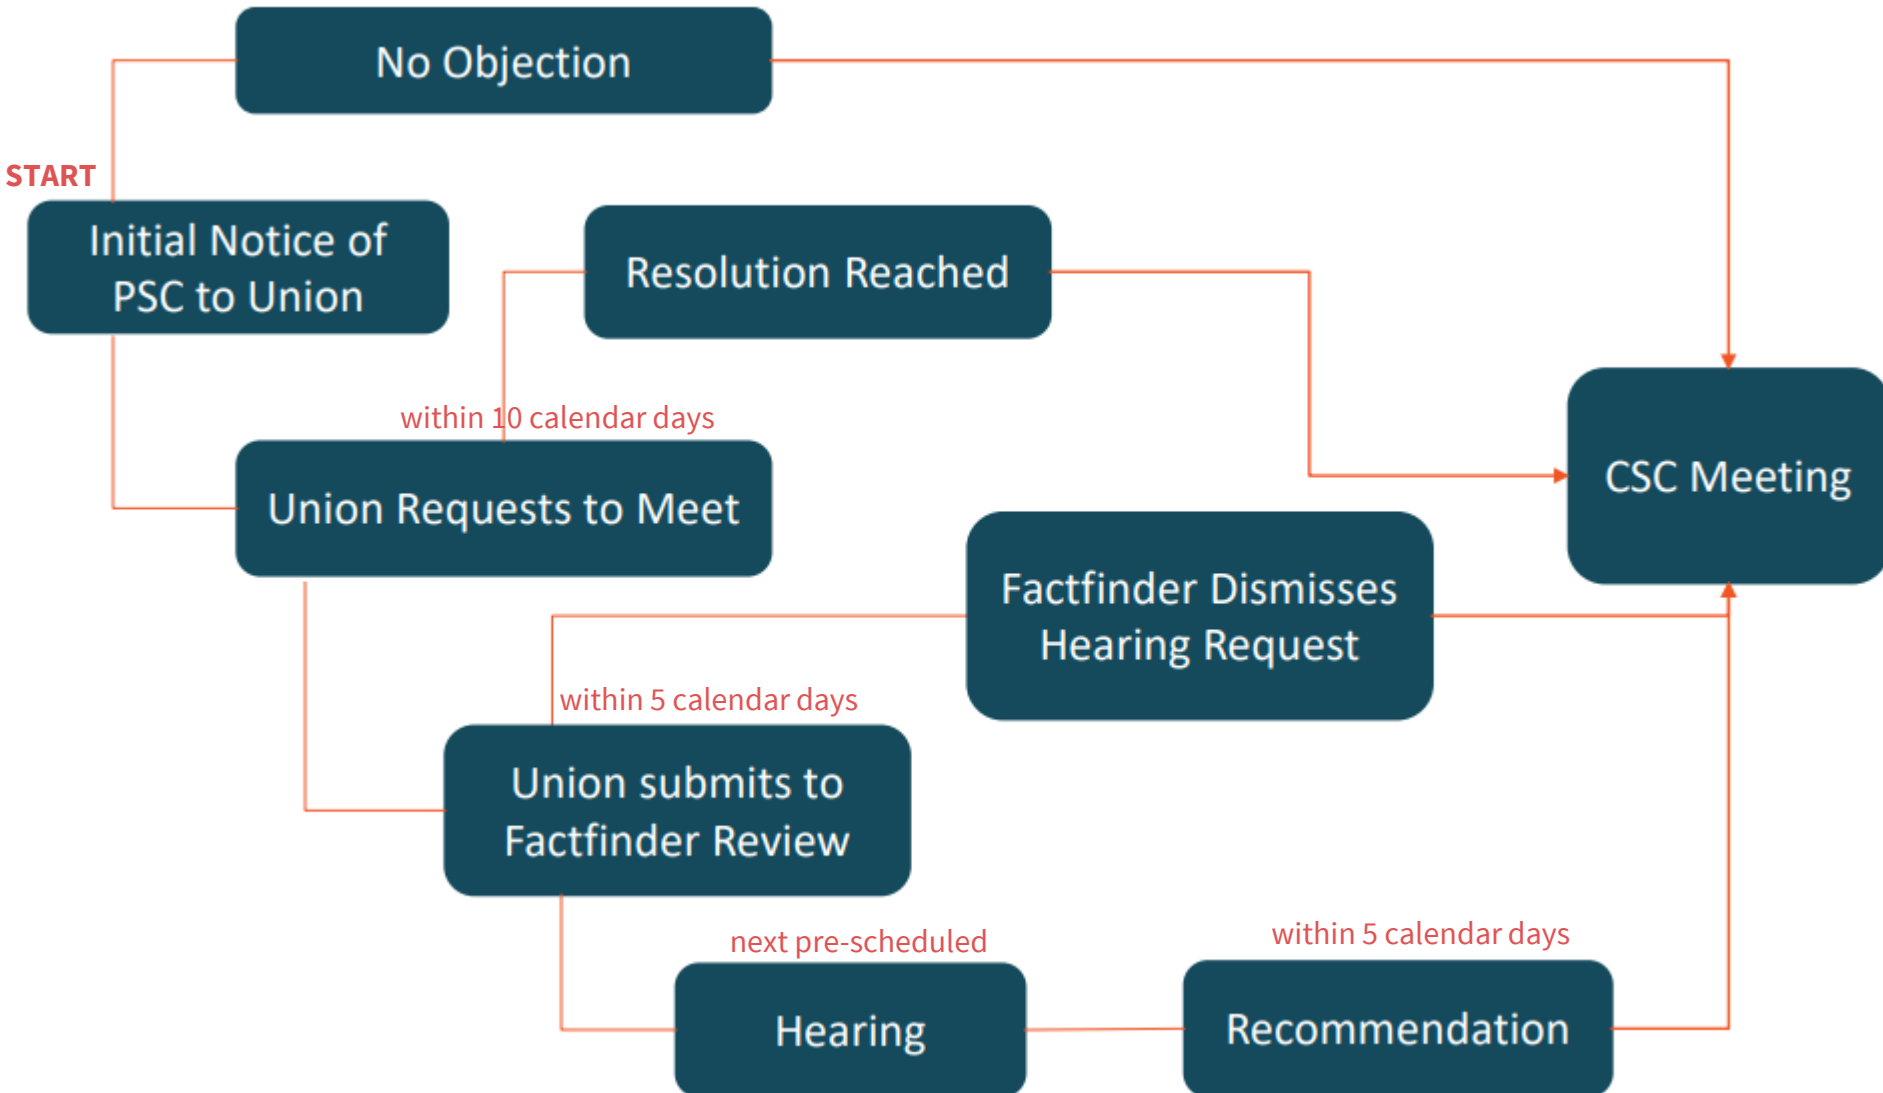 No Objection
START
Initial Notice of
PSC to Union
Resolution Reached
within 10 calendar days
Union Requests to Meet
CSC Meeting
Factfinder Dismisses
Hearing Request
within 5 calendar days
Union submits to
Factfinder Review
next pre-scheduled
Hearing
within 5 calendar days
Recommendation